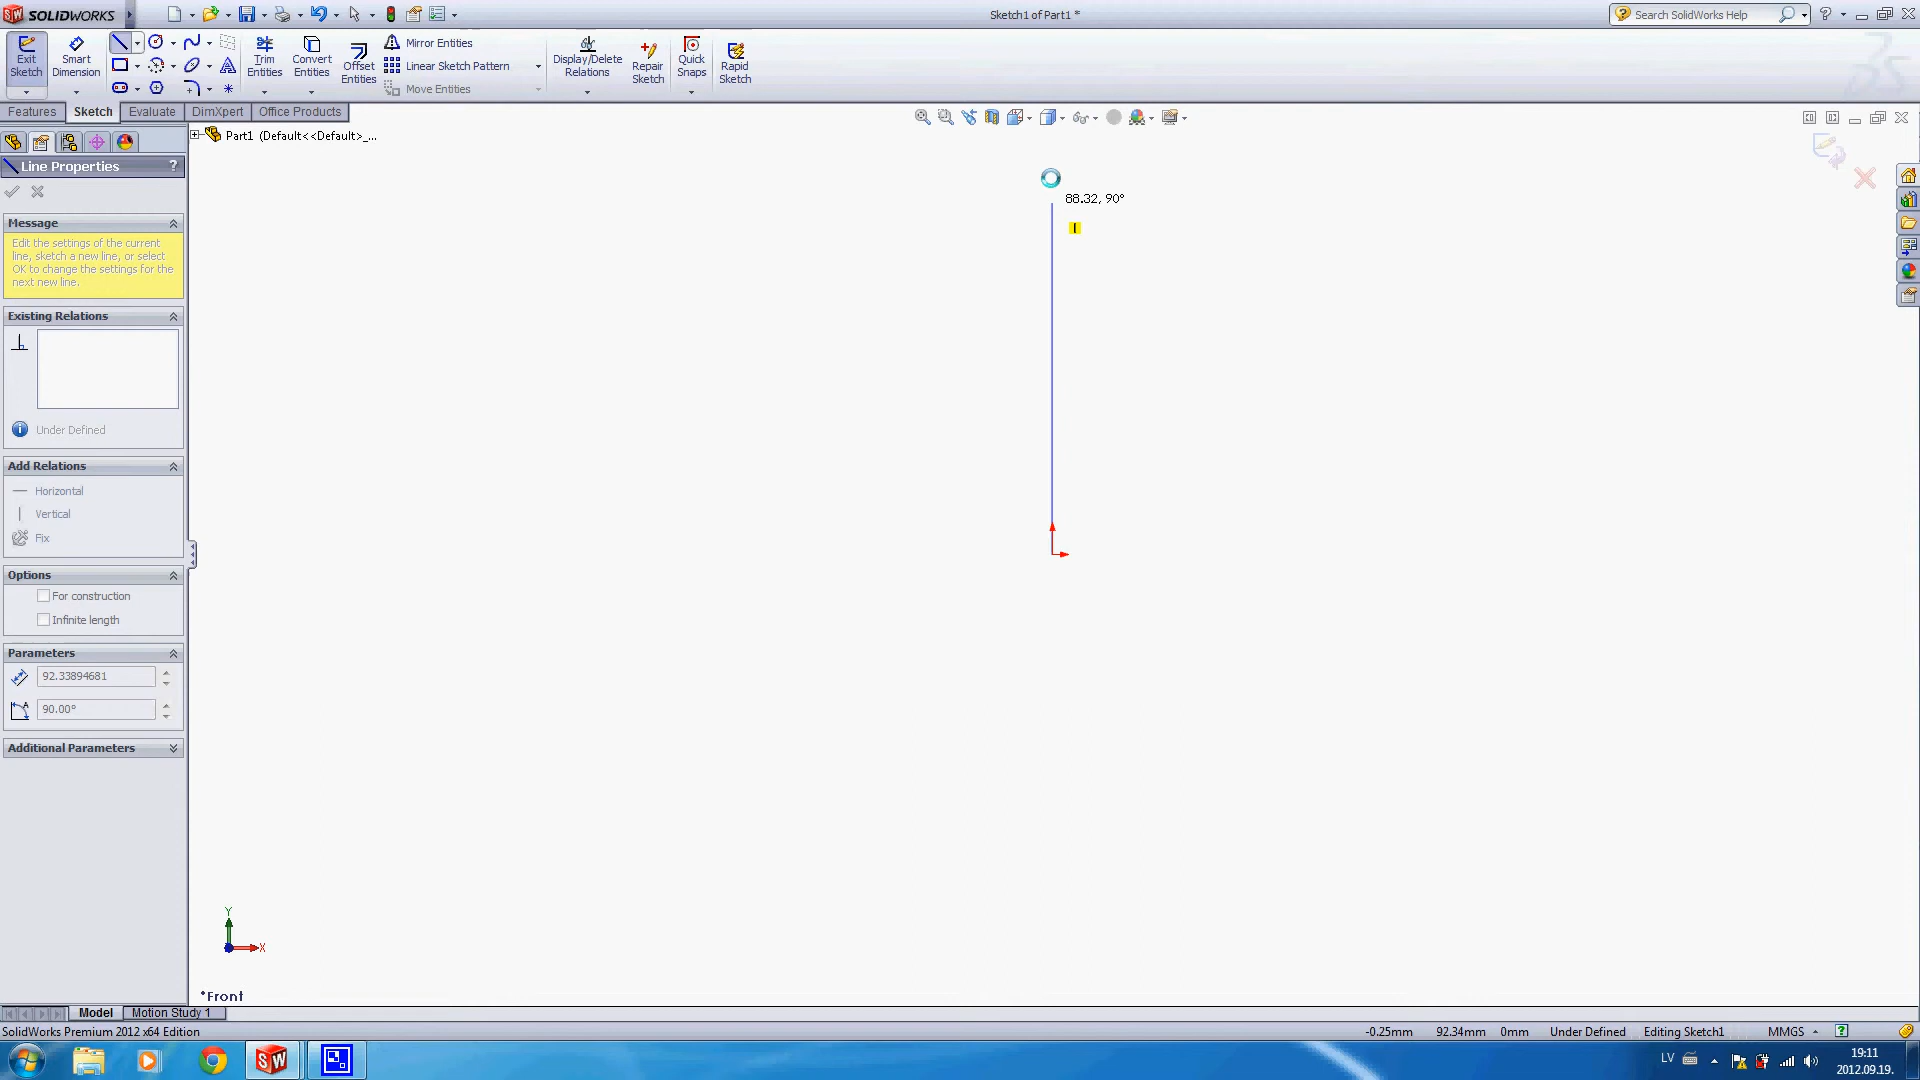 SOLIDWORKS
Sketch1 of Part1 *
Search SolidWorks Help
Exit Sketch
Smart Dimension
Trim Entities
Convert Entities
Offset Entities
Mirror Entities
Linear Sketch Pattern
Move Entities
Display/Delete Relations
Repair Sketch
Quick Snaps
Rapid Sketch
Features
Sketch
Evaluate
DimXpert
Office Products
Part1 (Default<<Default>_...
Line Properties
?
Message
Edit the settings of the current
line, sketch a new line, or select
OK to change the settings for the
next new line.
Existing Relations
Under Defined
Add Relations
Horizontal
Vertical
Fix
Options
For construction
Infinite length
Parameters
92.33894681
90.00°
Additional Parameters
88.32, 90°
Y
X
*Front
Model
Motion Study 1
SolidWorks Premium 2012 x64 Edition
-0.25mm
92.34mm
0mm
Under Defined
Editing Sketch1
MMGS
LV
19:11
2012.09.19.